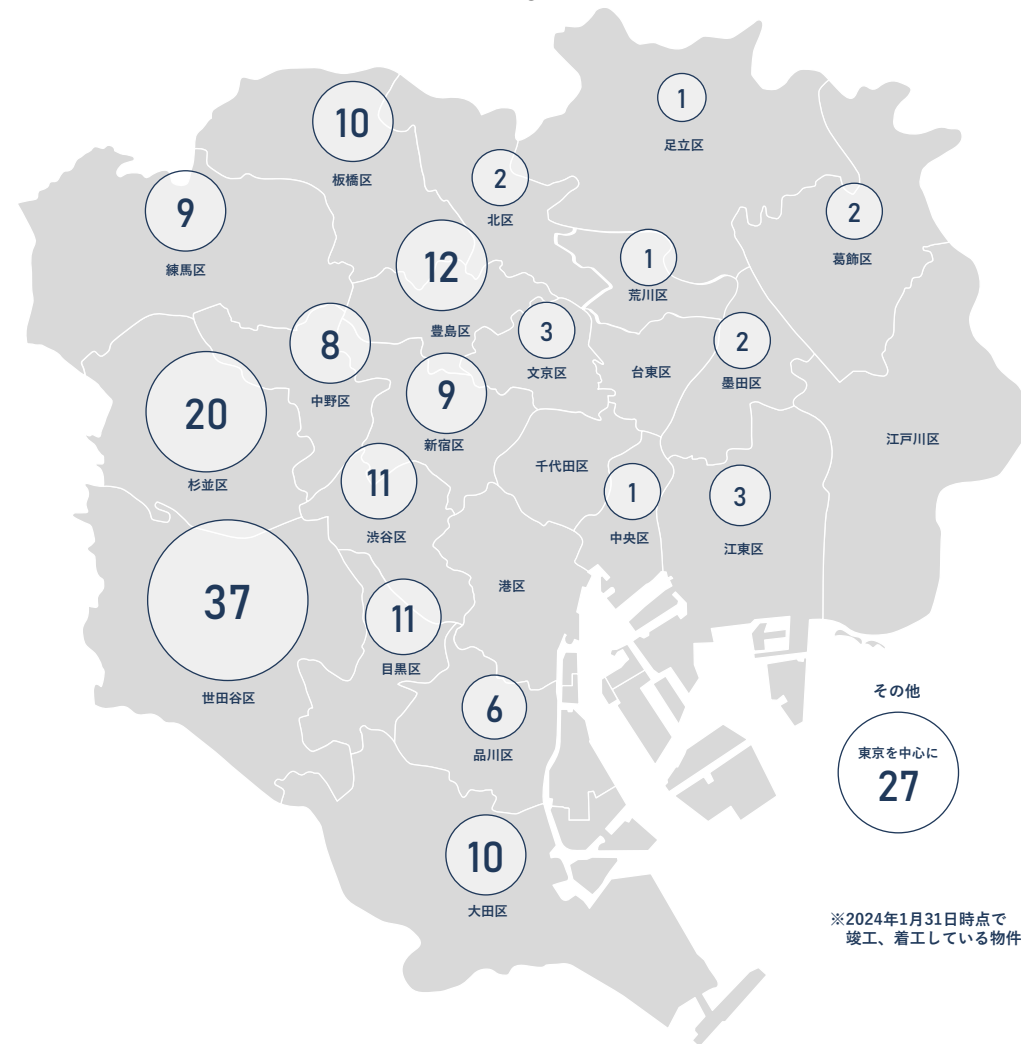 1
足立区
10
板橋区
2
北区
9
練馬区
2
葛飾区
12
豊島区
1
荒川区
8
中野区
3
文京区
台東区
2
墨田区
20
杉並区
9
新宿区
江戸川区
11
渋谷区
千代田区
1
中央区
3
江東区
37
世田谷区
港区
11
目黒区
6
品川区
その他
東京を中心に
27
10
大田区
※2024年1月31日時点で
竣工、着工している物件